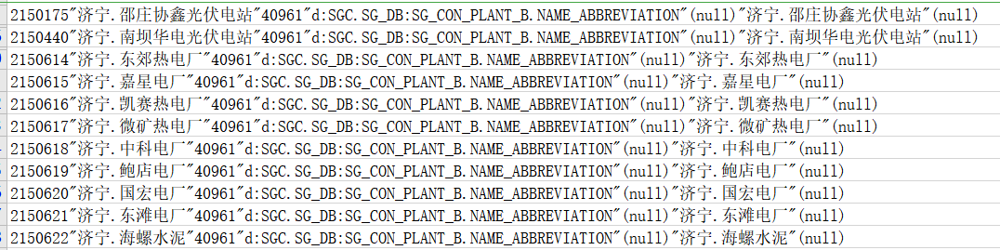 2150175"济宁.邵庄协鑫光伏电站"40961"d:SGC.SG_DB:SG_CON_PLANT_B.NAME_ABBREVIATION"(null)"济宁.邵庄协鑫光伏电站"(null)
2150440"济宁.南坝华电光伏电站"40961"d:SGC.SG_DB:SG_CON_PLANT_B.NAME_ABBREVIATION"(null)"济宁.南坝华电光伏电站"(null)
2150614"济宁.东郊热电厂"40961"d:SGC.SG_DB:SG_CON_PLANT_B.NAME_ABBREVIATION"(null)"济宁.东郊热电厂"(null)
2150615"济宁.嘉星电厂"40961"d:SGC.SG_DB:SG_CON_PLANT_B.NAME_ABBREVIATION"(null)"济宁.嘉星电厂"(null)
2150616"济宁.凯赛热电厂"40961"d:SGC.SG_DB:SG_CON_PLANT_B.NAME_ABBREVIATION"(null)"济宁.凯赛热电厂"(null)
2150617"济宁.微矿热电厂"40961"d:SGC.SG_DB:SG_CON_PLANT_B.NAME_ABBREVIATION"(null)"济宁.微矿热电厂"(null)
2150618"济宁.中科电厂"40961"d:SGC.SG_DB:SG_CON_PLANT_B.NAME_ABBREVIATION"(null)"济宁.中科电厂"(null)
2150619"济宁.鲍店电厂"40961"d:SGC.SG_DB:SG_CON_PLANT_B.NAME_ABBREVIATION"(null)"济宁.鲍店电厂"(null)
2150620"济宁.国宏电厂"40961"d:SGC.SG_DB:SG_CON_PLANT_B.NAME_ABBREVIATION"(null)"济宁.国宏电厂"(null)
2150621"济宁.东滩电厂"40961"d:SGC.SG_DB:SG_CON_PLANT_B.NAME_ABBREVIATION"(null)"济宁.东滩电厂"(null)
2150622"济宁.海螺水泥"40961"d:SGC.SG_DB:SG_CON_PLANT_B.NAME_ABBREVIATION"(null)"济宁.海螺水泥"(null)